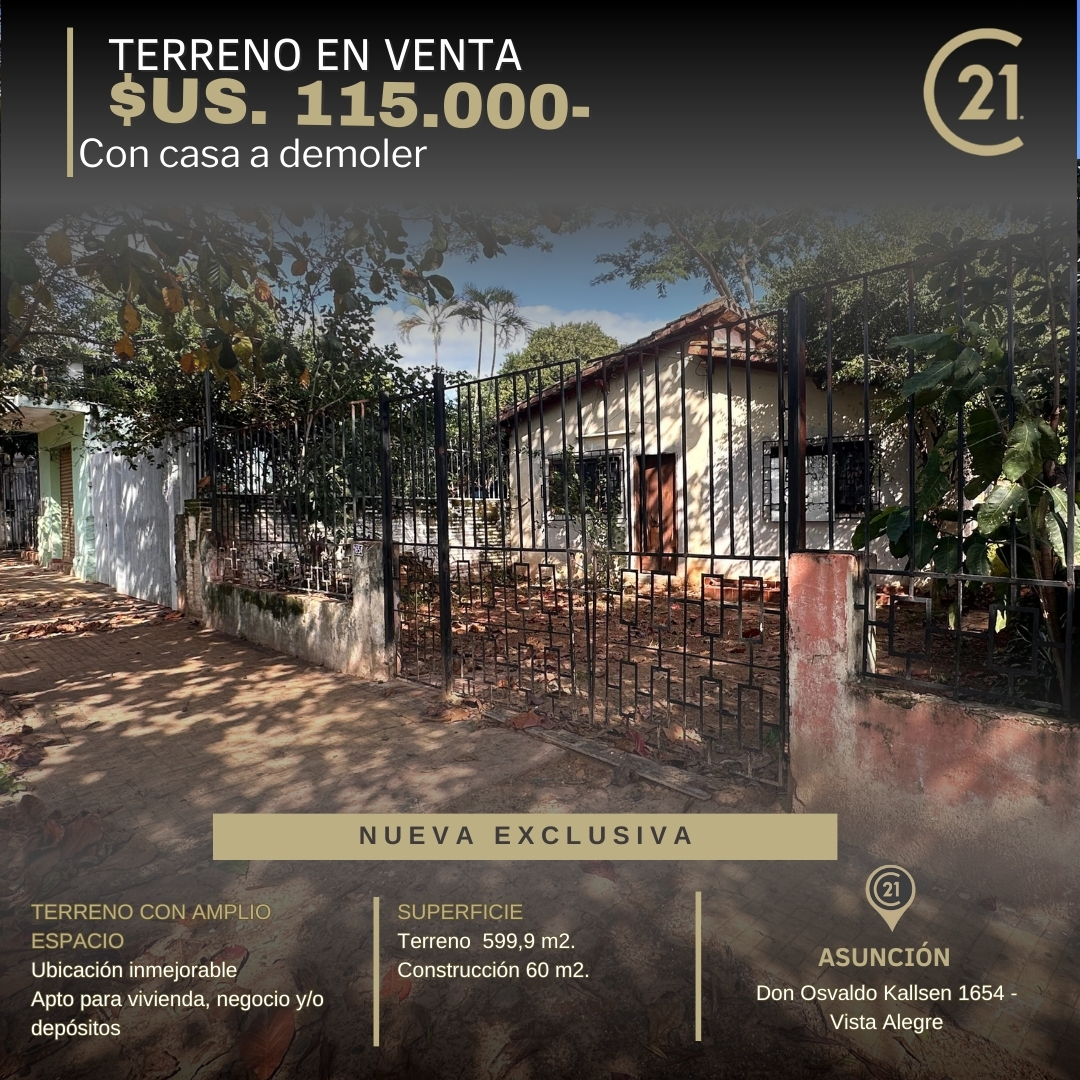 TERRENO EN VENTA
$US. 115.000-
Con casa a demoler
C21
NUEVA EXCLUSIVA
TERRENO CON AMPLIO
ESPACIO
Ubicación inmejorable
Apto para vivienda, negocio y/o
depósitos
SUPERFICIE
Terreno 599,9 m2.
Construcción 60 m2.
21
ASUNCIÓN
Don Osvaldo Kallsen 1654 -
Vista Alegre